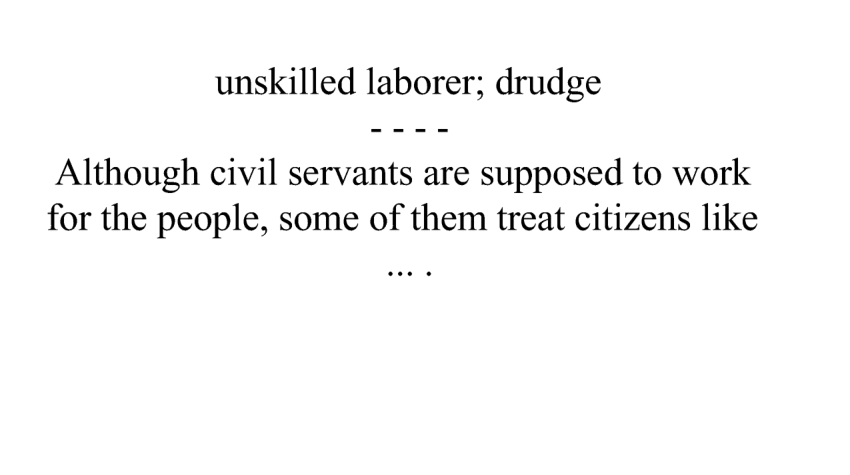 unskilled laborer; drudge
- - - -
Although civil servants are supposed to work
for the people, some of them treat citizens like
... .